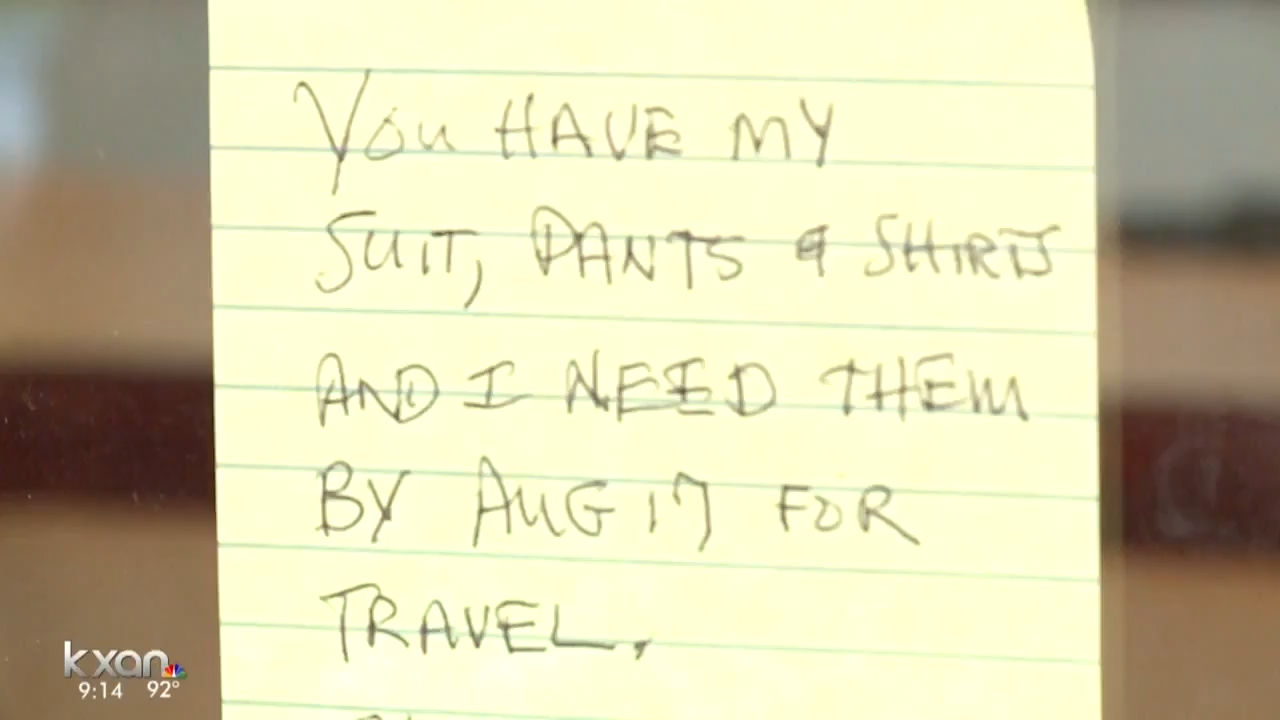 You HAVE MY
SUIT, PANTS & SHIRTS
AND I NEED THEM
BY AUG 17 FOR
TRAVEL.
kxan
9:14 92°